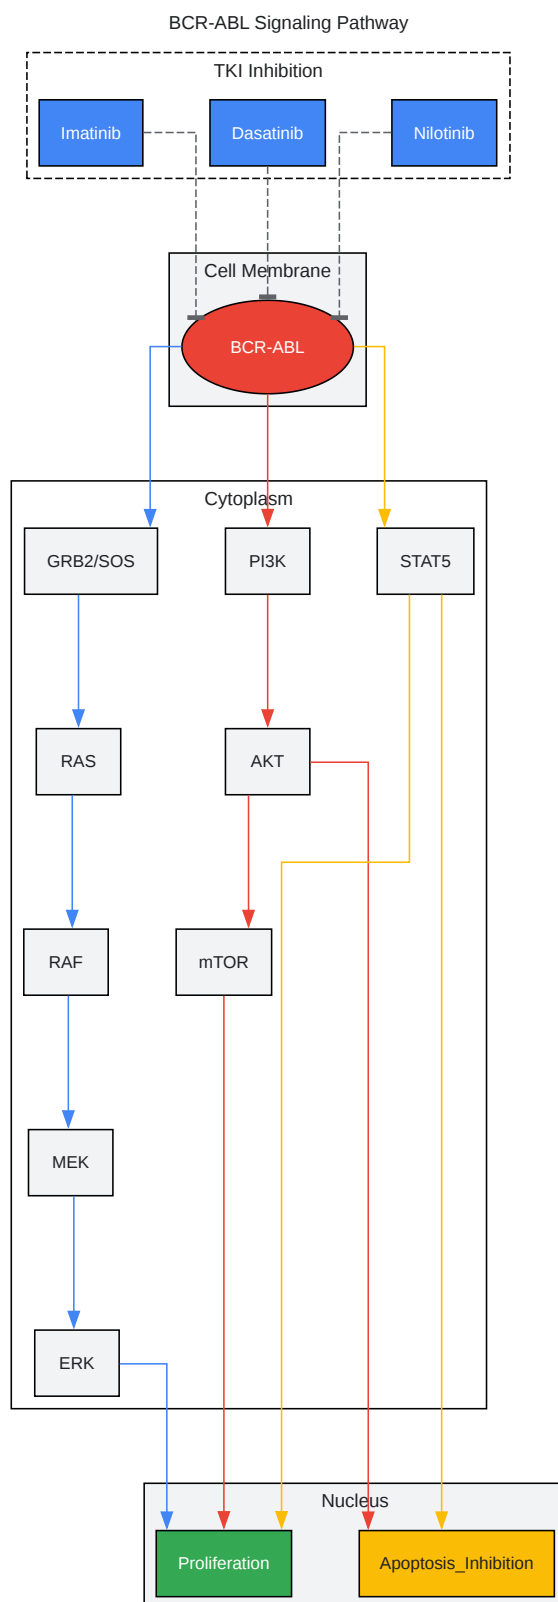 BCR-ABL Signaling Pathway
TKI Inhibition
Imatinib
Dasatinib
Nilotinib
Cell Membrane
BCR-ABL
Cytoplasm
GRB2/SOS
PI3K
STAT5
RAS
AKT
RAF
mTOR
MEK
ERK
Nucleus
Proliferation
Apoptosis_Inhibition